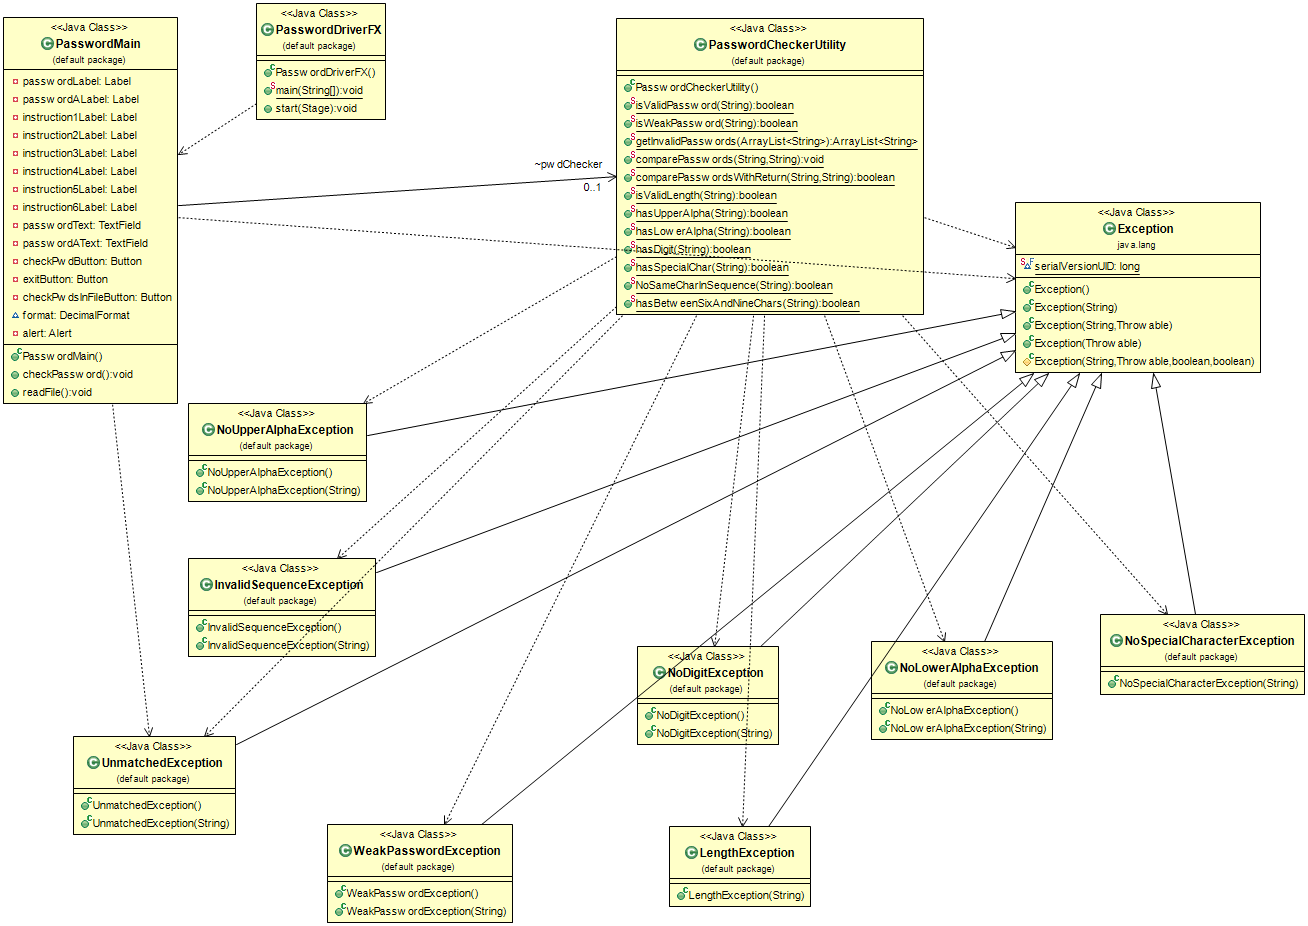 <<Java Class>>
PasswordMain
(default package)
passwordLabel: Label
passwordALabel: Label
instruction1Label: Label
instruction2Label: Label
instruction3Label: Label
instruction4Label: Label
instruction5Label: Label
instruction6Label: Label
passwordText: TextField
passwordAText: TextField
checkPwdButton: Button
exitButton: Button
checkPwdsInFileButton: Button
format: DecimalFormat
alert: Alert
PasswordMain()
checkPassword():void
readFile():void
<<Java Class>>
PasswordDriverFX
(default package)
PasswordDriverFX()
main(String[]):void
start(Stage):void
~pwdChecker
0..1
<<Java Class>>
PasswordCheckerUtility
(default package)
PasswordCheckerUtility()
isValidPassword(String):boolean
isWeakPassword(String):boolean
getInvalidPasswords(ArrayList<String>):ArrayList<String>
comparePasswords(String,String):void
comparePasswordsWithReturn(String,String):boolean
isValidLength(String):boolean
hasUpperAlpha(String):boolean
hasLowerAlpha(String):boolean
hasDigit(String):boolean
hasSpecialChar(String):boolean
NoSameCharInSequence(String):boolean
hasBetweenSixAndNineChars(String):boolean
<<Java Class>>
Exception
java.lang
serialVersionUID: long
Exception()
Exception(String)
Exception(String,Throwable)
Exception(Throwable)
Exception(String,Throwable,boolean,boolean)
<<Java Class>>
NoUpperAlphaException
(default package)
NoUpperAlphaException()
NoUpperAlphaException(String)
<<Java Class>>
InvalidSequenceException
(default package)
InvalidSequenceException()
InvalidSequenceException(String)
<<Java Class>>
UnmatchedException
(default package)
UnmatchedException()
UnmatchedException(String)
<<Java Class>>
WeakPasswordException
(default package)
WeakPasswordException()
WeakPasswordException(String)
<<Java Class>>
NoDigitException
(default package)
NoDigitException()
NoDigitException(String)
<<Java Class>>
LengthException
(default package)
LengthException(String)
<<Java Class>>
NoLowerAlphaException
(default package)
NoLowerAlphaException()
NoLowerAlphaException(String)
<<Java Class>>
NoSpecialCharacterException
(default package)
NoSpecialCharacterException(String)